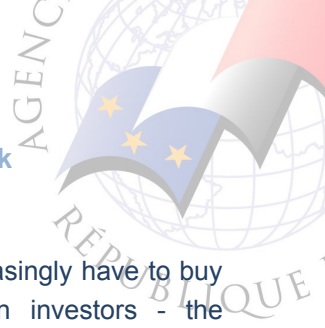 AGENC
k
RÉPUBLIQUE
asingly have to buy
n investors - the